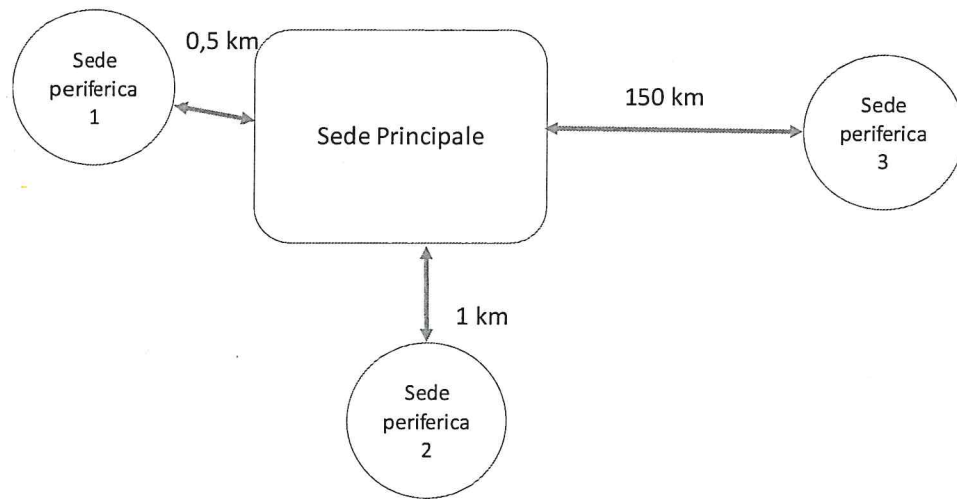 0,5 km
Sede
periferica
1
Sede Principale
150 km
Sede
periferica
3
1 km
Sede
periferica
2